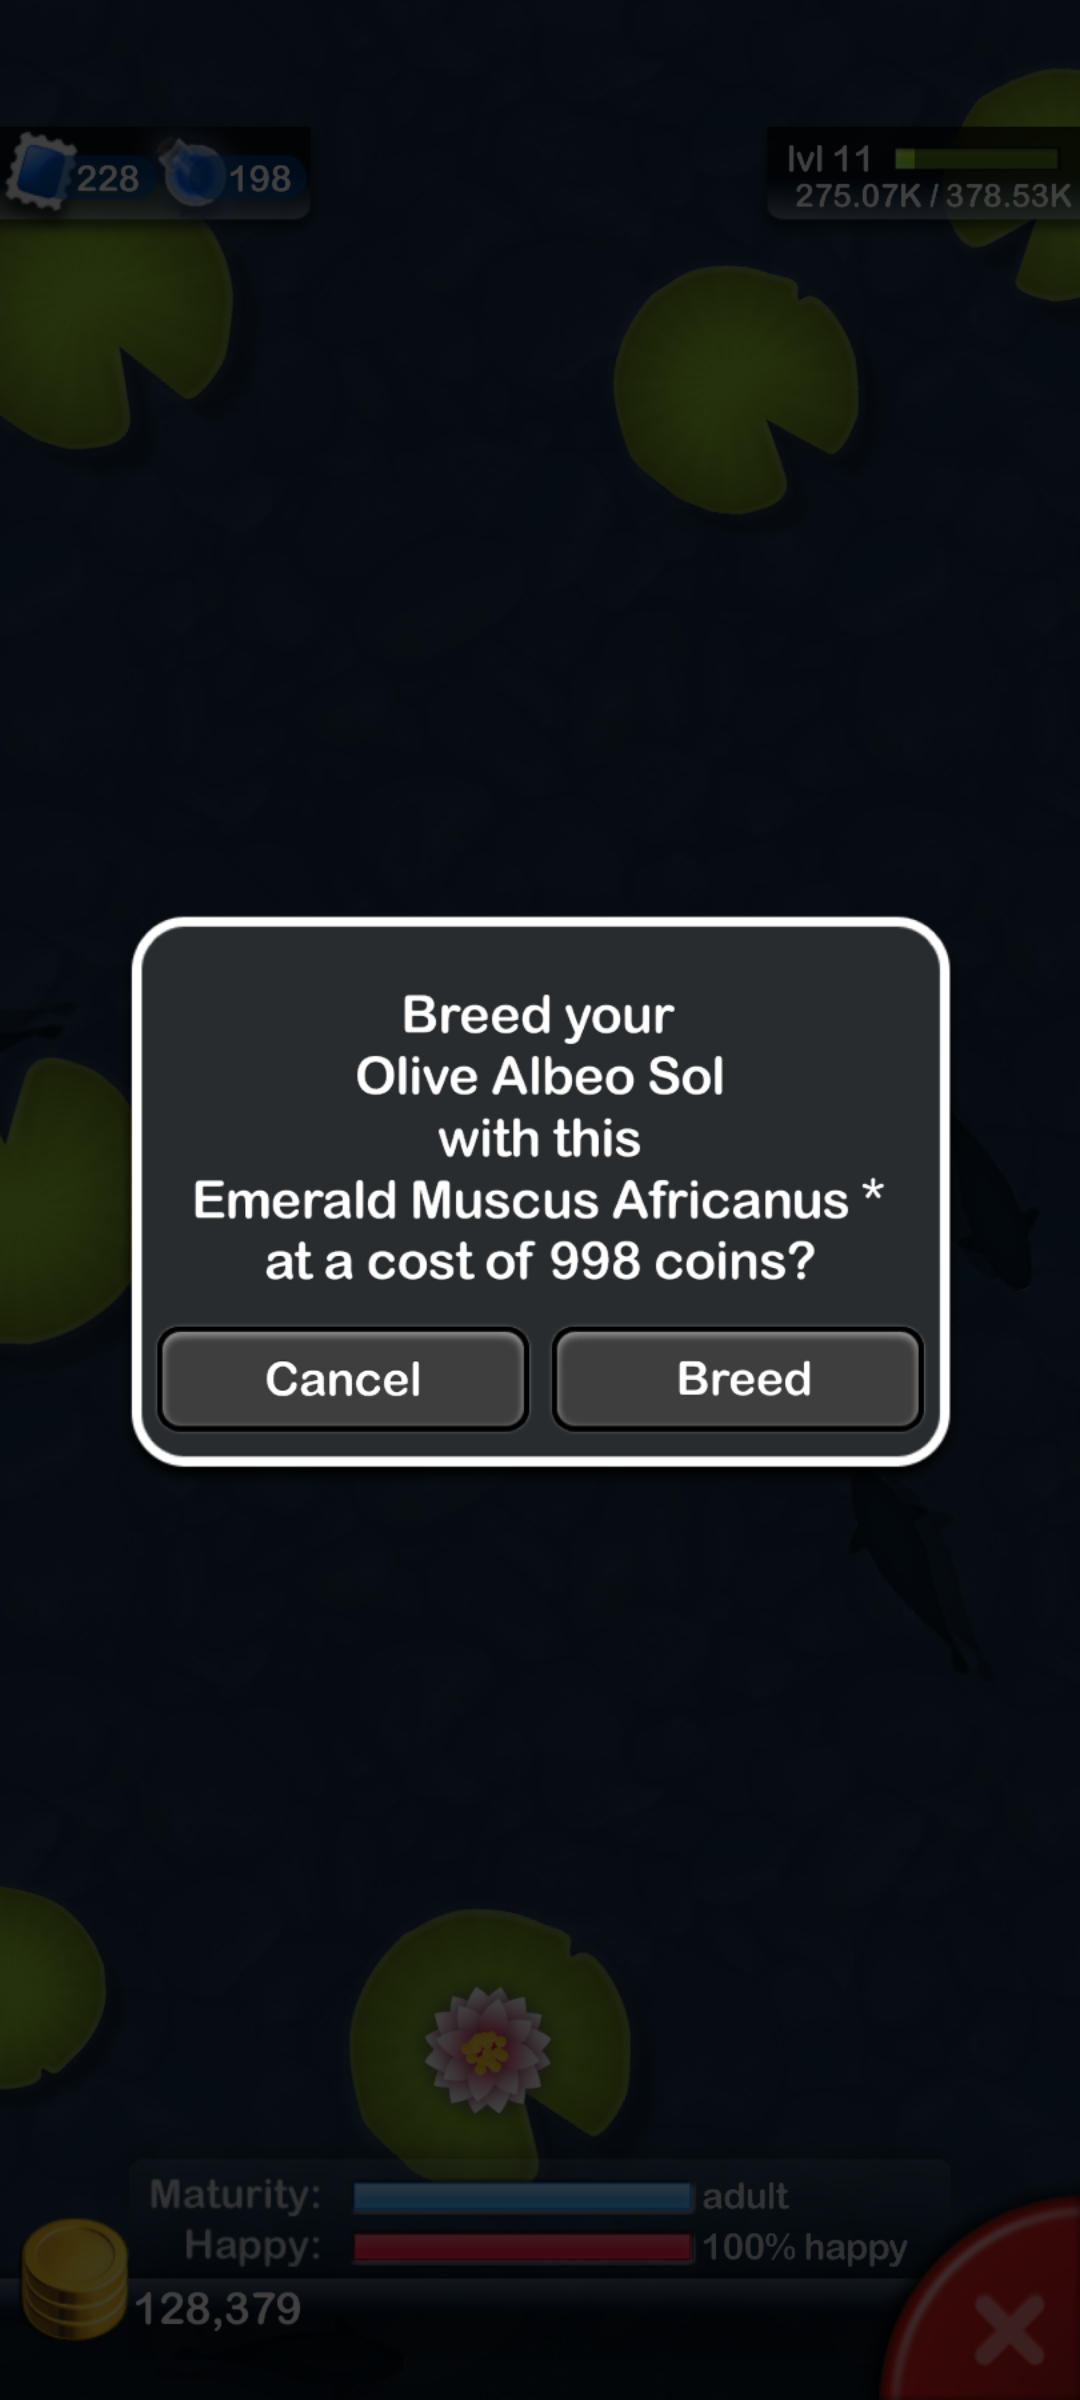 228 198
lvl 11
275.07K / 378.53K
Breed your
Olive Albeo Sol
with this
Emerald Muscus Africanus *
at a cost of 998 coins?
Cancel Breed
Maturity: adult
Happy: 100% happy
128,379